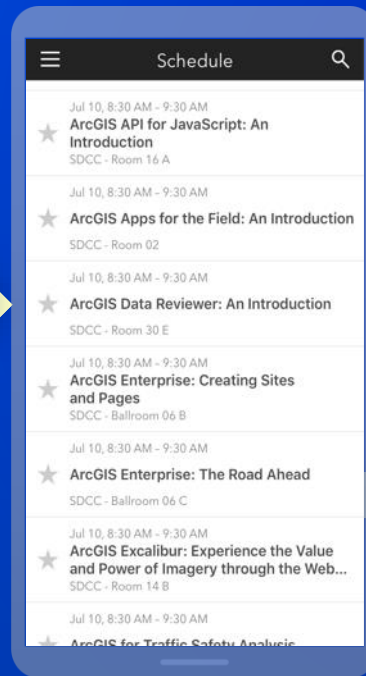 Schedule
Jul 10, 8:30 AM - 9:30 AM
ArcGIS API for JavaScript: An
Introduction
SDCC - Room 16 A
Jul 10, 8:30 AM - 9:30 AM
ArcGIS Apps for the Field: An Introduction
SDCC - Room 02
Jul 10, 8:30 AM - 9:30 AM
ArcGIS Data Reviewer: An Introduction
SDCC - Room 30 E
Jul 10, 8:30 AM - 9:30 AM
ArcGIS Enterprise: Creating Sites
and Pages
SDCC - Ballroom 06 B
Jul 10, 8:30 AM - 9:30 AM
ArcGIS Enterprise: The Road Ahead
SDCC - Ballroom 06 C
Jul 10, 8:30 AM - 9:30 AM
ArcGIS Excalibur: Experience the Value
and Power of Imagery through the Web...
SDCC - Room 14 B
Jul 10, 8:30 AM - 9:30 AM
ArcGIS for Traffic Safety Analysis